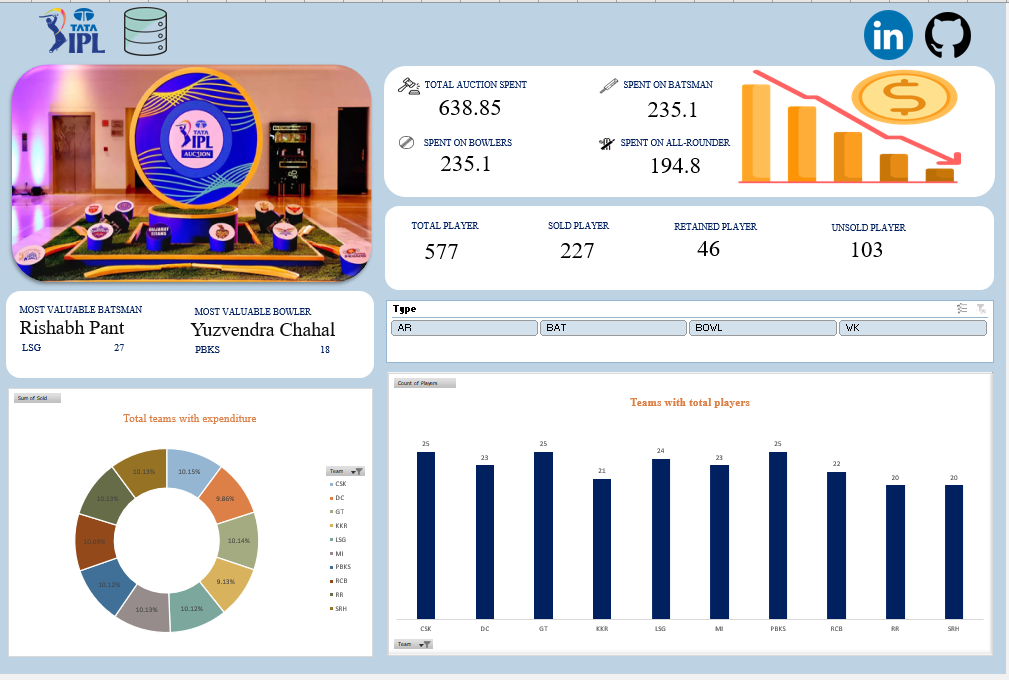 TATA
IPL
in
TATA
IPL
AUCTION
GUJARAT
TITANS
TOTAL AUCTION SPENT
638.85
SPENT ON BATSMAN
235.1
SPENT ON BOWLERS
235.1
SPENT ON ALL-ROUNDER
194.8
$
TOTAL PLAYER
577
SOLD PLAYER
227
RETAINED PLAYER
46
UNSOLD PLAYER
103
MOST VALUABLE BATSMAN
Rishabh Pant
LSG 27
MOST VALUABLE BOWLER
Yuzvendra Chahal
PBKS 18
Type
AR BAT BOWL WK
Sum of Sold
Total teams with expenditure
10.13% 10.15%
10.13% 9.86%
10.14%
10.12% 9.13%
10.13% 10.12%
Team
CSK
DC
GT
KKR
LSG
MI
PBKS
RCB
RR
SRH
Count of Players
Teams with total players
25 23 25 21 24 23 25 22 20 20
CSK DC GT KKR LSG MI PBKS RCB RR SRH
Team